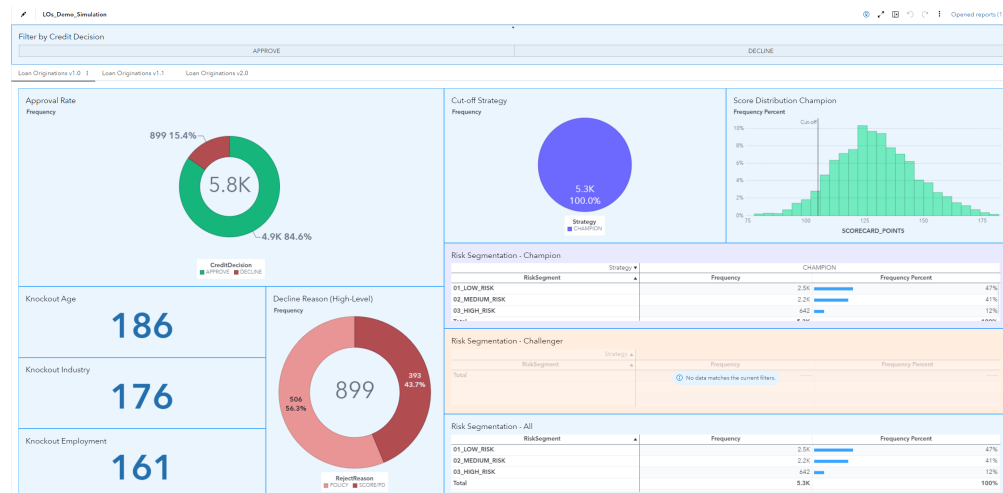 LOs_Demo_Simulation
Opened reports (1
Filter by Credit Decision
APPROVE DECLINE
Loan Originations v1.0 Loan Originations v1.1 Loan Originations v2.0
Approval Rate
Frequency
899 15.4%
5.8K
4.9K 84.6%
CreditDecision
APPROVE DECLINE
Cut-off Strategy
Frequency
5.3K
100.0%
Strategy
CHAMPION
Score Distribution Champion
Frequency Percent
Cut-off
10%
8%
6%
4%
2%
0%
75 100 125 150 175
SCORECARD_POINTS
Knockout Age
186
Knockout Industry
176
Knockout Employment
161
Decline Reason (High-Level)
Frequency
393
43.7%
899
506
56.3%
RejectReason
POLICY SCORE/PD
Risk Segmentation - Champion
Strategy CHAMPION
RiskSegment Frequency Frequency Percent
01_LOW_RISK 2.5K 47%
02_MEDIUM_RISK 2.2K 41%
03_HIGH_RISK 642 12%
Total 5.3K 100%
Risk Segmentation - Challenger
Strategy
RiskSegment Frequency Frequency Percent
Total
No data matches the current filters.
Risk Segmentation - All
RiskSegment Frequency Frequency Percent
01_LOW_RISK 2.5K 47%
02_MEDIUM_RISK 2.2K 41%
03_HIGH_RISK 642 12%
Total 5.3K 100%